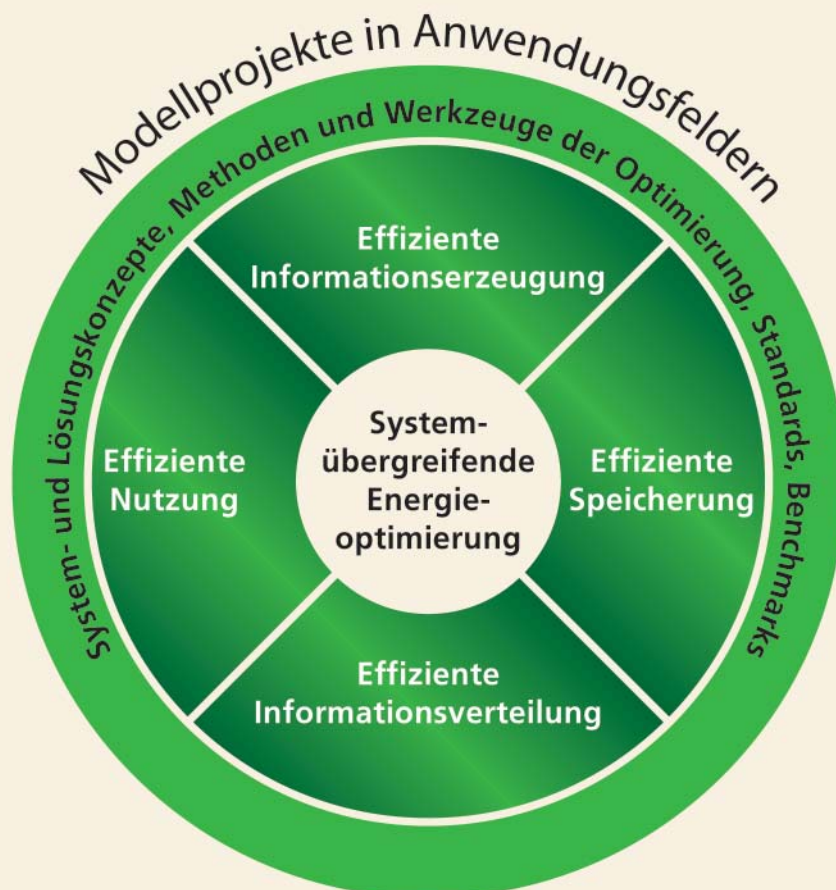 Modellprojekte in Anwendungsfeldern
System- und Lösungskonzepte, Methoden und Werkzeuge der Optimierung, Standards, Benchmarks
Effiziente
Informationserzeugung
Effiziente
Nutzung
System-
übergreifende
Energie-
optimierung
Effiziente
Speicherung
Effiziente
Informationsverteilung